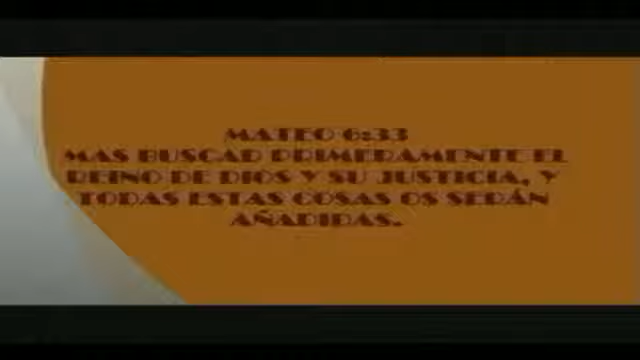 MATEO 6:33
MAS BUSCAD PRIMERAMENTE EL
REINO DE DIOS Y SU JUSTICIA, Y
TODAS ESTAS COSAS OS SERÁN
AÑADIDAS.